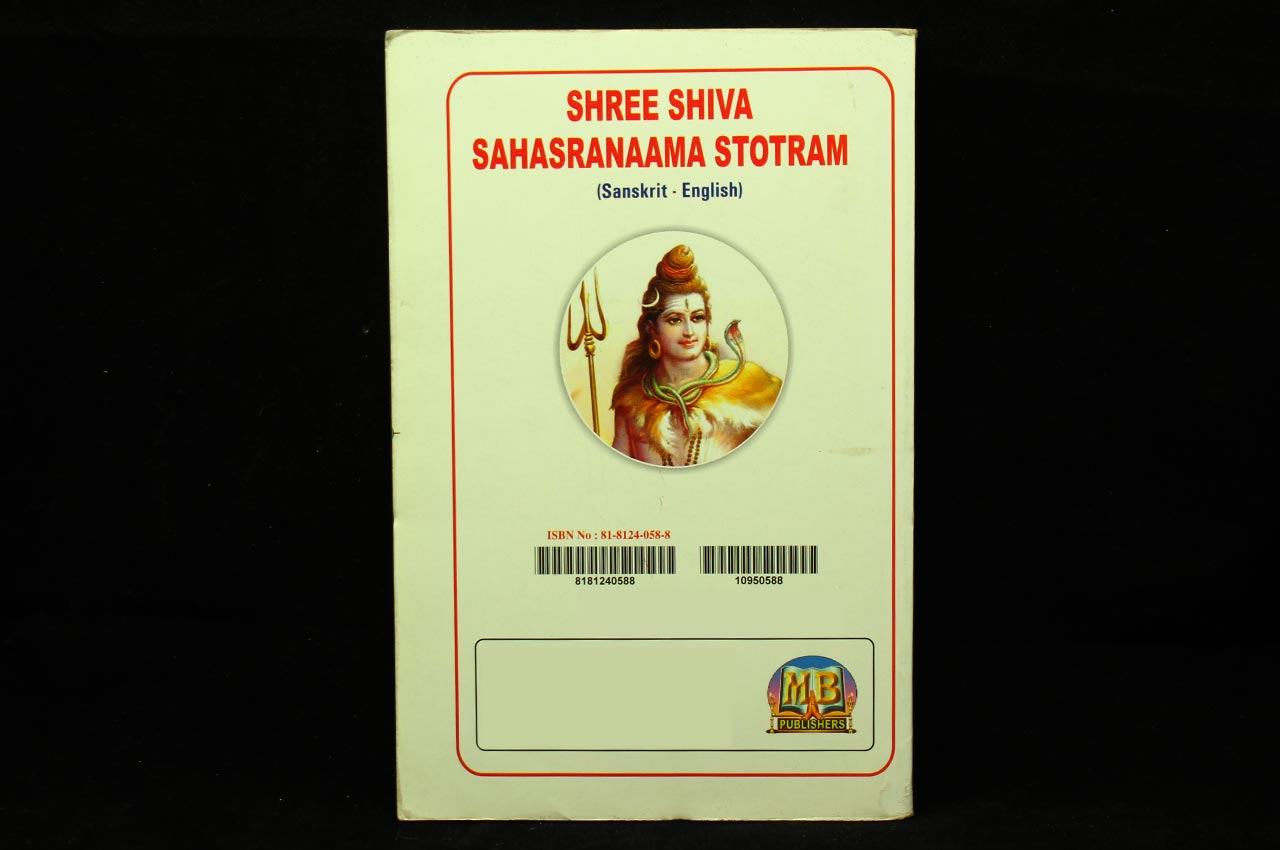 SHREE SHIVA
SAHASRANAAMA STOTRAM
(Sanskrit - English)
ISBN No : 81-8124-058-8
8181240588
10950588
MB
PUBLISHERS